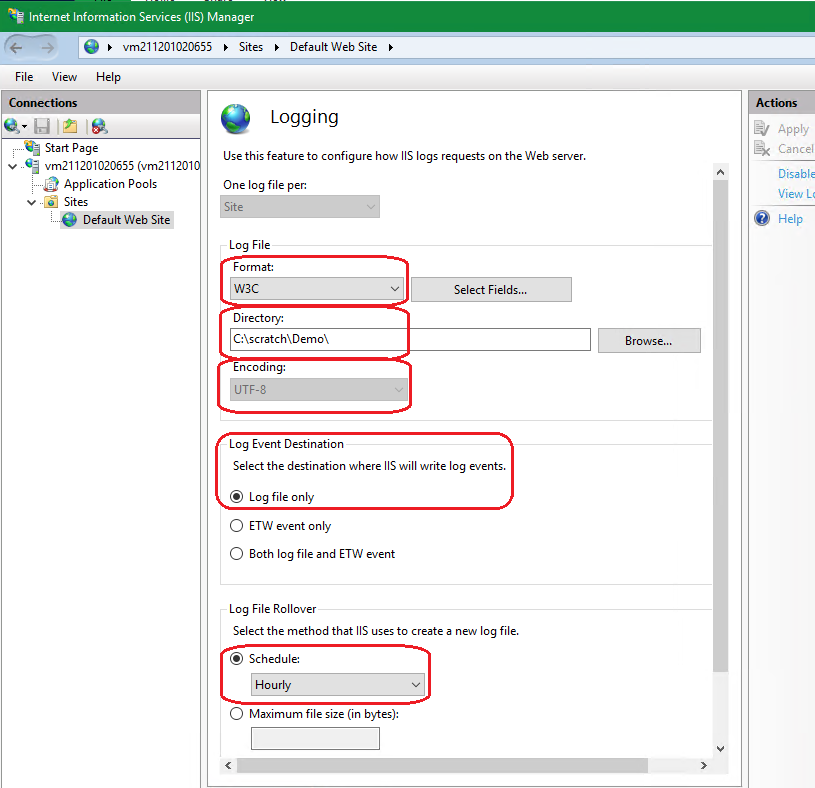 Internet Information Services (IIS) Manager
vm211201020655 Sites Default Web Site
File View Help
Connections
Start Page
vm211201020655 (vm2112010
Application Pools
Sites
Default Web Site
Logging
Use this feature to configure how IIS logs requests on the Web server.
One log file per:
Site
Log File
Format:
W3C
Select Fields...
Directory:
C:\scratch\Demo\
Browse...
Encoding:
UTF-8
Log Event Destination
Select the destination where IIS will write log events.
Log file only
ETW event only
Both log file and ETW event
Log File Rollover
Select the method that IIS uses to create a new log file.
Schedule:
Hourly
Maximum file size (in bytes):
Actions
Apply
Cancel
Disable
View Lo
Help